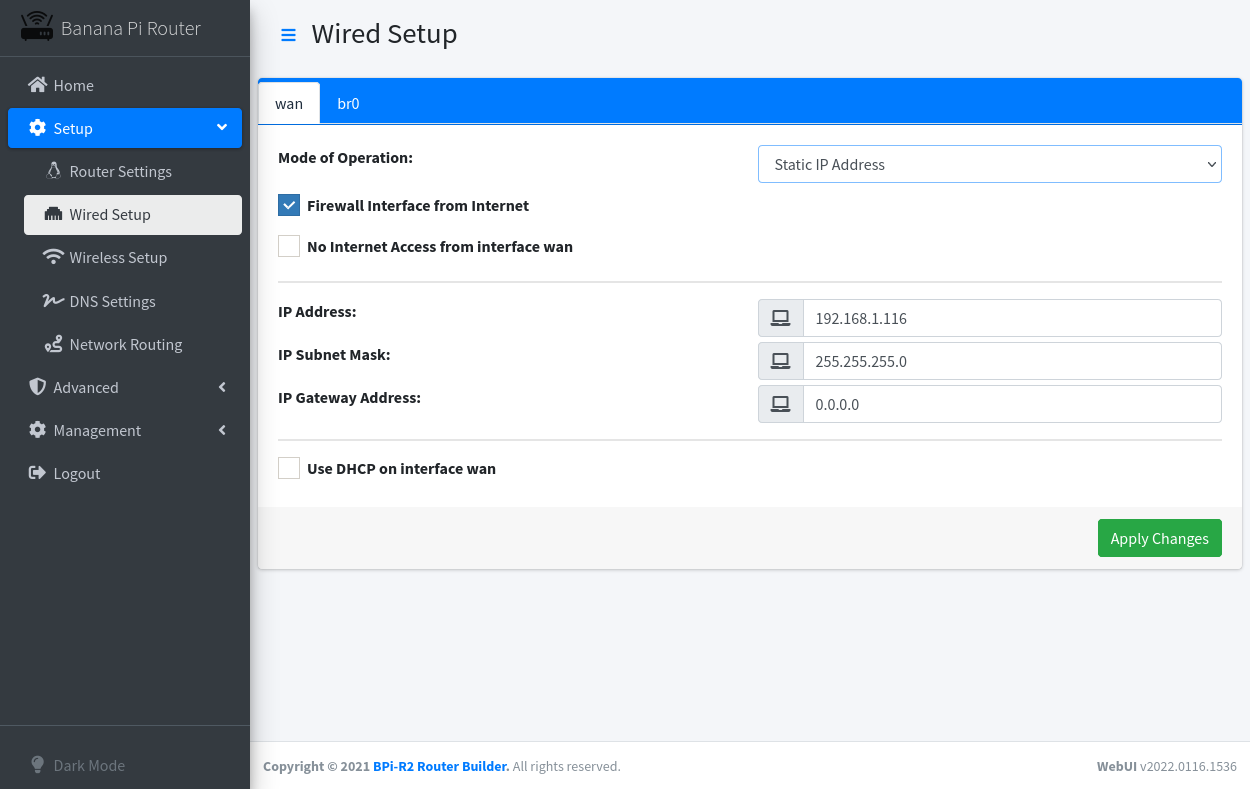 Banana Pi Router
Home
Setup
Router Settings
Wired Setup
Wireless Setup
DNS Settings
Network Routing
Advanced
Management
Logout
Dark Mode
Wired Setup
wan br0
Mode of Operation: Static IP Address
Firewall Interface from Internet
No Internet Access from interface wan
IP Address: 192.168.1.116
IP Subnet Mask: 255.255.255.0
IP Gateway Address: 0.0.0.0
Use DHCP on interface wan
Apply Changes
Copyright © 2021 BPi-R2 Router Builder. All rights reserved. WebUI v2022.0116.1536